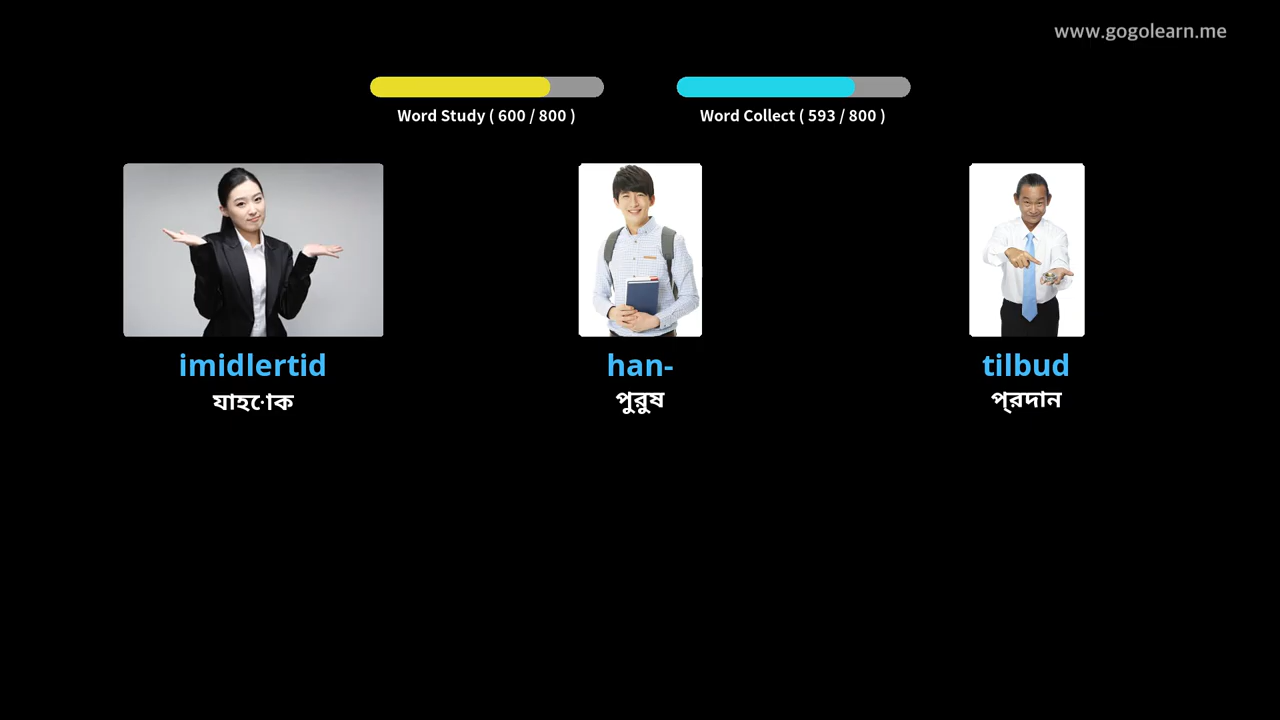 www.gogolearn.me
Word Study ( 600 / 800 )
Word Collect ( 593 / 800 )
imidlertid
যাহোক
han-
পুরুষ
tilbud
প্রদান